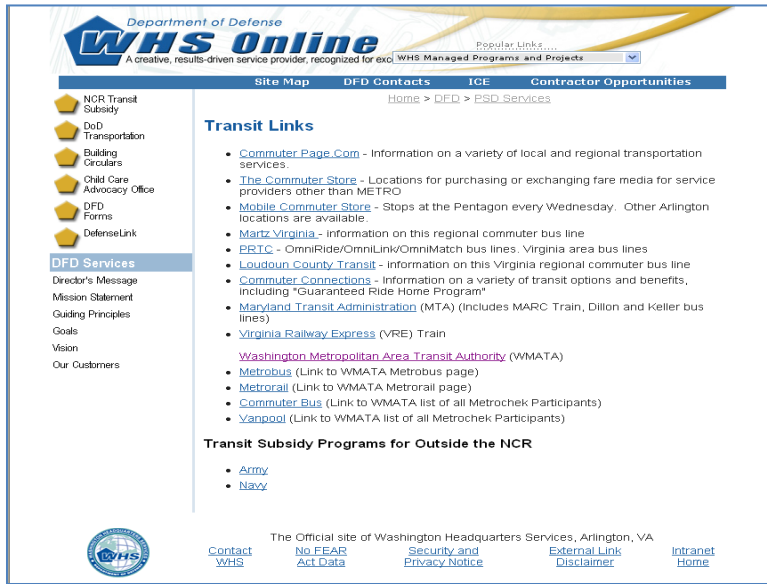 Department of Defense
WHS Online
A creative, results-driven service provider, recognized for exc
Popular Links
WHS Managed Programs and Projects
Site Map DFD Contacts ICE Contractor Opportunities
Home > DFD > PSD Services
NCR Transit
Subsidy
DoD
Transportation
Building
Circulars
Child Care
Advocacy Office
DFD
Forms
DefenseLink
DFD Services
Director's Message
Mission Statement
Guiding Principles
Goals
Vision
Our Customers
Transit Links
• Commuter Page.Com - Information on a variety of local and regional transportation
services.
• The Commuter Store - Locations for purchasing or exchanging fare media for service
providers other than METRO
• Mobile Commuter Store - Stops at the Pentagon every Wednesday. Other Arlington
locations are available.
• Martz Virginia - information on this regional commuter bus line
• PRTC - OmniRide/OmniLink/OmniMatch bus lines. Virginia area bus lines
• Loudoun County Transit - information on this Virginia regional commuter bus line
• Commuter Connections - Information on a variety of transit options and benefits,
including "Guaranteed Ride Home Program"
• Maryland Transit Administration (MTA) (Includes MARC Train, Dillon and Keller bus
lines)
• Virginia Railway Express (VRE) Train
Washington Metropolitan Area Transit Authority (WMATA)
• Metrobus (Link to WMATA Metrobus page)
• Metrorail (Link to WMATA Metrorail page)
• Commuter Bus (Link to WMATA list of all Metrochek Participants)
• Vanpool (Link to WMATA list of all Metrochek Participants)
Transit Subsidy Programs for Outside the NCR
• Army
• Navy
WHS
The Official site of Washington Headquarters Services, Arlington, VA
Contact No FEAR Security and External Link Intranet
WHS Act Data Privacy Notice Disclaimer Home